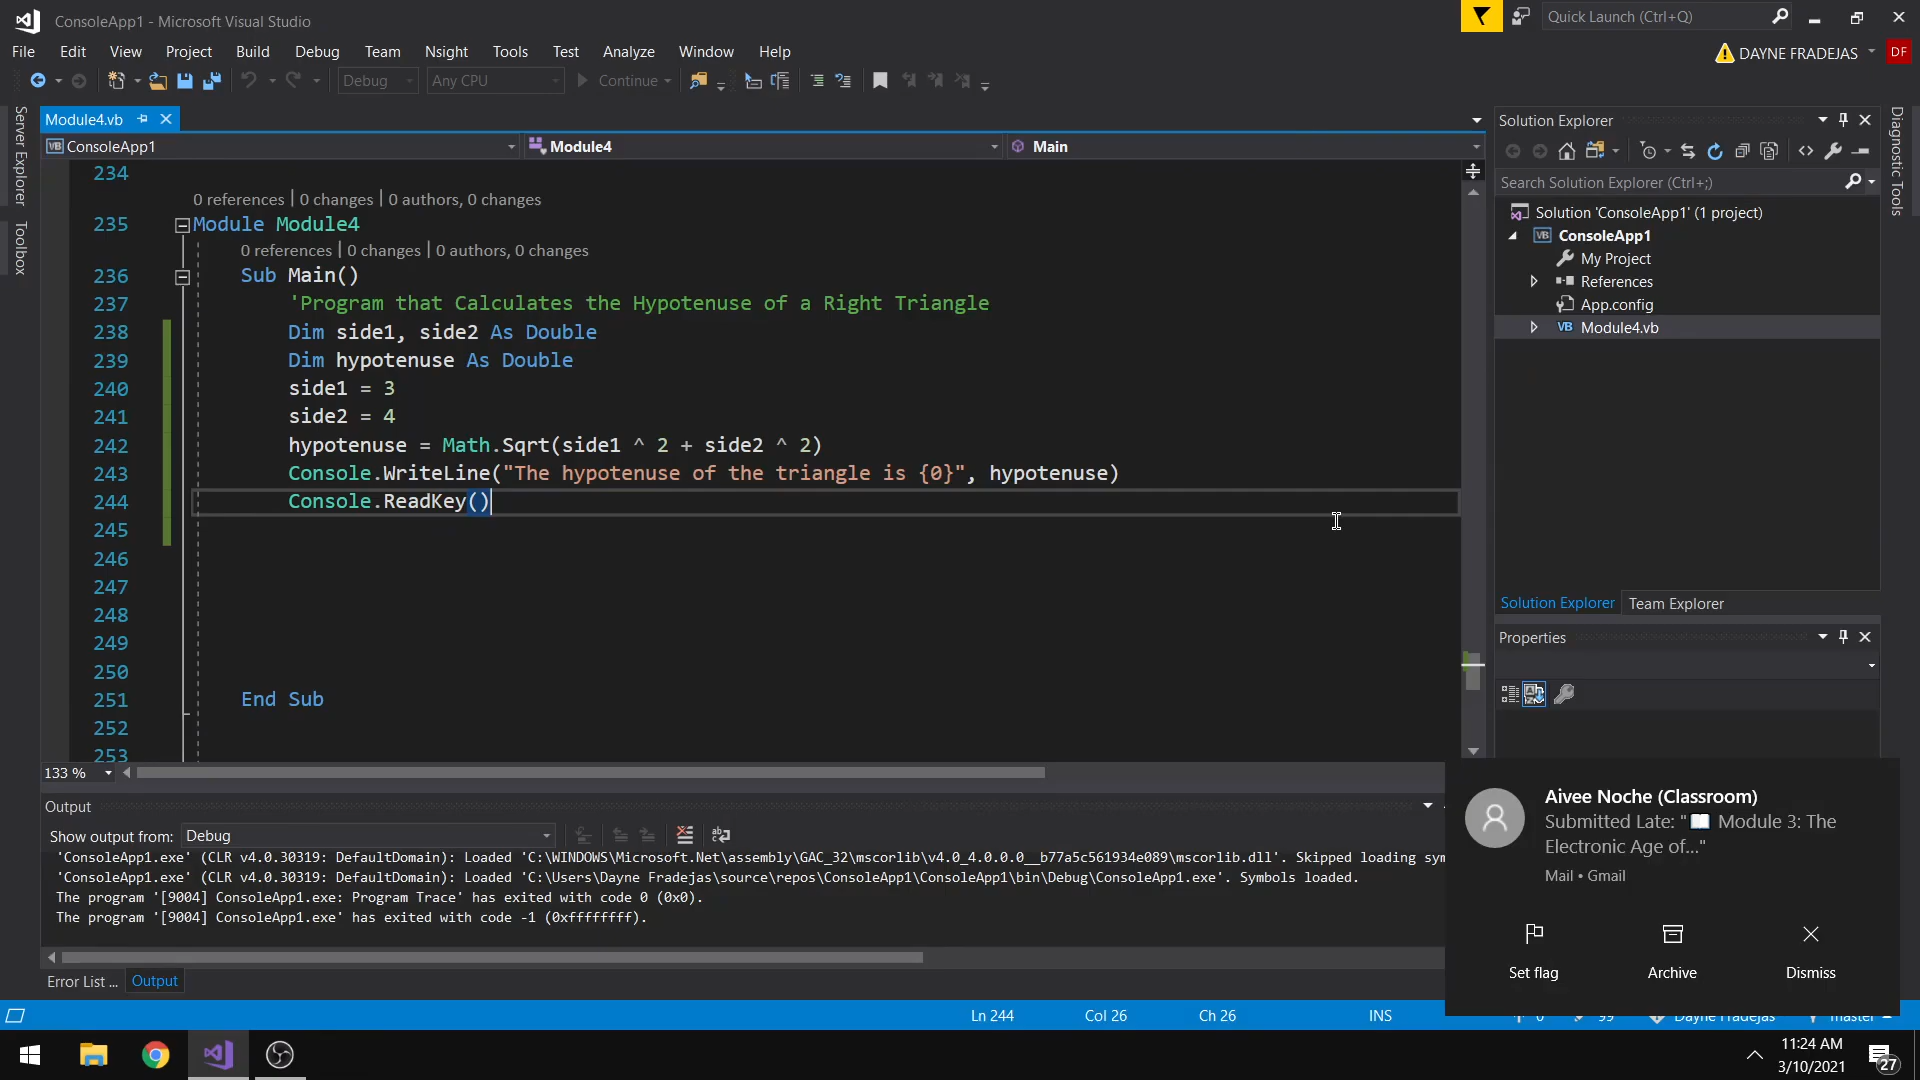 ConsoleApp1 - Microsoft Visual Studio
Quick Launch (Ctrl+Q)
File Edit View Project Build Debug Team Nsight Tools Test Analyze Window Help
DAYNE FRADEJAS DF
Debug Any CPU Continue
Server Explorer
Toolbox
Module4.vb
ConsoleApp1 Module4 Main
234
0 references | 0 changes | 0 authors, 0 changes
235 Module Module4
0 references | 0 changes | 0 authors, 0 changes
236 Sub Main()
237 'Program that Calculates the Hypotenuse of a Right Triangle
238 Dim side1, side2 As Double
239 Dim hypotenuse As Double
240 side1 = 3
241 side2 = 4
242 hypotenuse = Math.Sqrt(side1 ^ 2 + side2 ^ 2)
243 Console.WriteLine("The hypotenuse of the triangle is {0}", hypotenuse)
244 Console.ReadKey()
245
246
247
248
249
250
251 End Sub
252
253
133 %
Output
Show output from: Debug
'ConsoleApp1.exe' (CLR v4.0.30319: DefaultDomain): Loaded 'C:\WINDOWS\Microsoft.Net\assembly\GAC_32\mscorlib\v4.0_4.0.0.0__b77a5c561934e089\mscorlib.dll'. Skipped loading sym
'ConsoleApp1.exe' (CLR v4.0.30319: DefaultDomain): Loaded 'C:\Users\Dayne Fradejas\source\repos\ConsoleApp1\ConsoleApp1\bin\Debug\ConsoleApp1.exe'. Symbols loaded.
The program '[9004] ConsoleApp1.exe: Program Trace' has exited with code 0 (0x0).
The program '[9004] ConsoleApp1.exe' has exited with code -1 (0xffffffff).
Error List ... Output
Solution Explorer
Search Solution Explorer (Ctrl+;)
Solution 'ConsoleApp1' (1 project)
VB ConsoleApp1
My Project
References
App.config
VB Module4.vb
Solution Explorer Team Explorer
Properties
Diagnostic Tools
Aivee Noche (Classroom)
Submitted Late: "📖 Module 3: The
Electronic Age of..."
Mail • Gmail
Set flag Archive Dismiss
Ln 244 Col 26 Ch 26 INS 0 99 Dayne Fradejas master
11:24 AM
3/10/2021
27